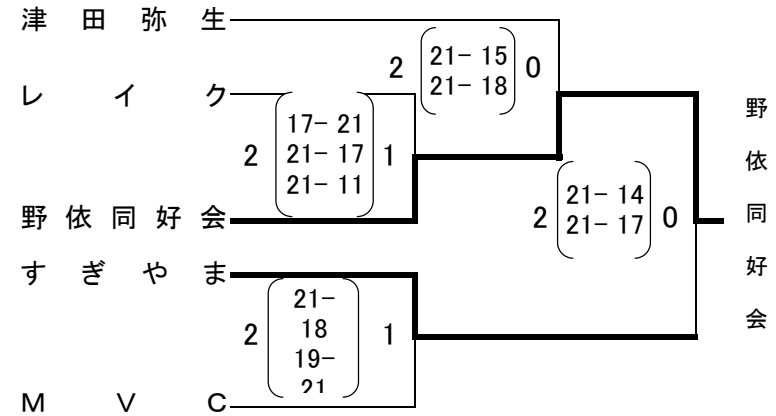 津田弥生
2 21- 15 0
21- 18
レイク
17- 21
2 21- 17 1
21- 11
野依同好会
21- 14
2 21- 17 0
野依同好会
すぎやま
21-
18
2 1
19-
21
MVC